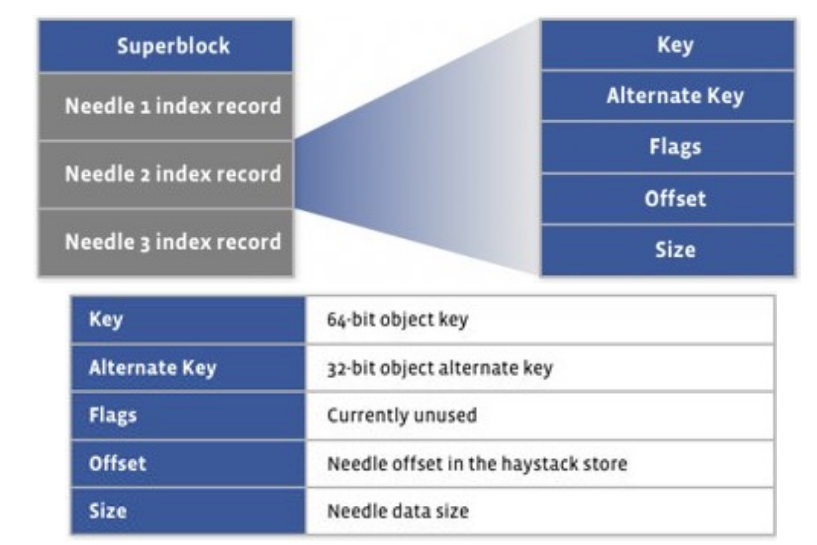 Superblock
Needle 1 index record
Needle 2 index record
Needle 3 index record
Key
Alternate Key
Flags
Offset
Size
Key 64-bit object key
Alternate Key 32-bit object alternate key
Flags Currently unused
Offset Needle offset in the haystack store
Size Needle data size